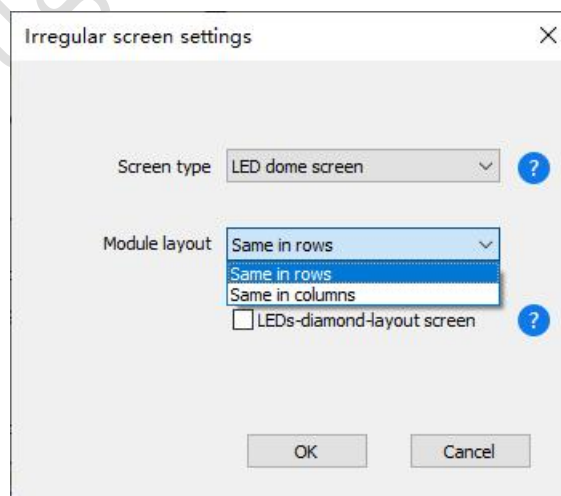 Irregular screen settings
Screen type LED dome screen ?
Module layout Same in rows
Same in rows
Same in columns
LEDs-diamond-layout screen ?
OK Cancel